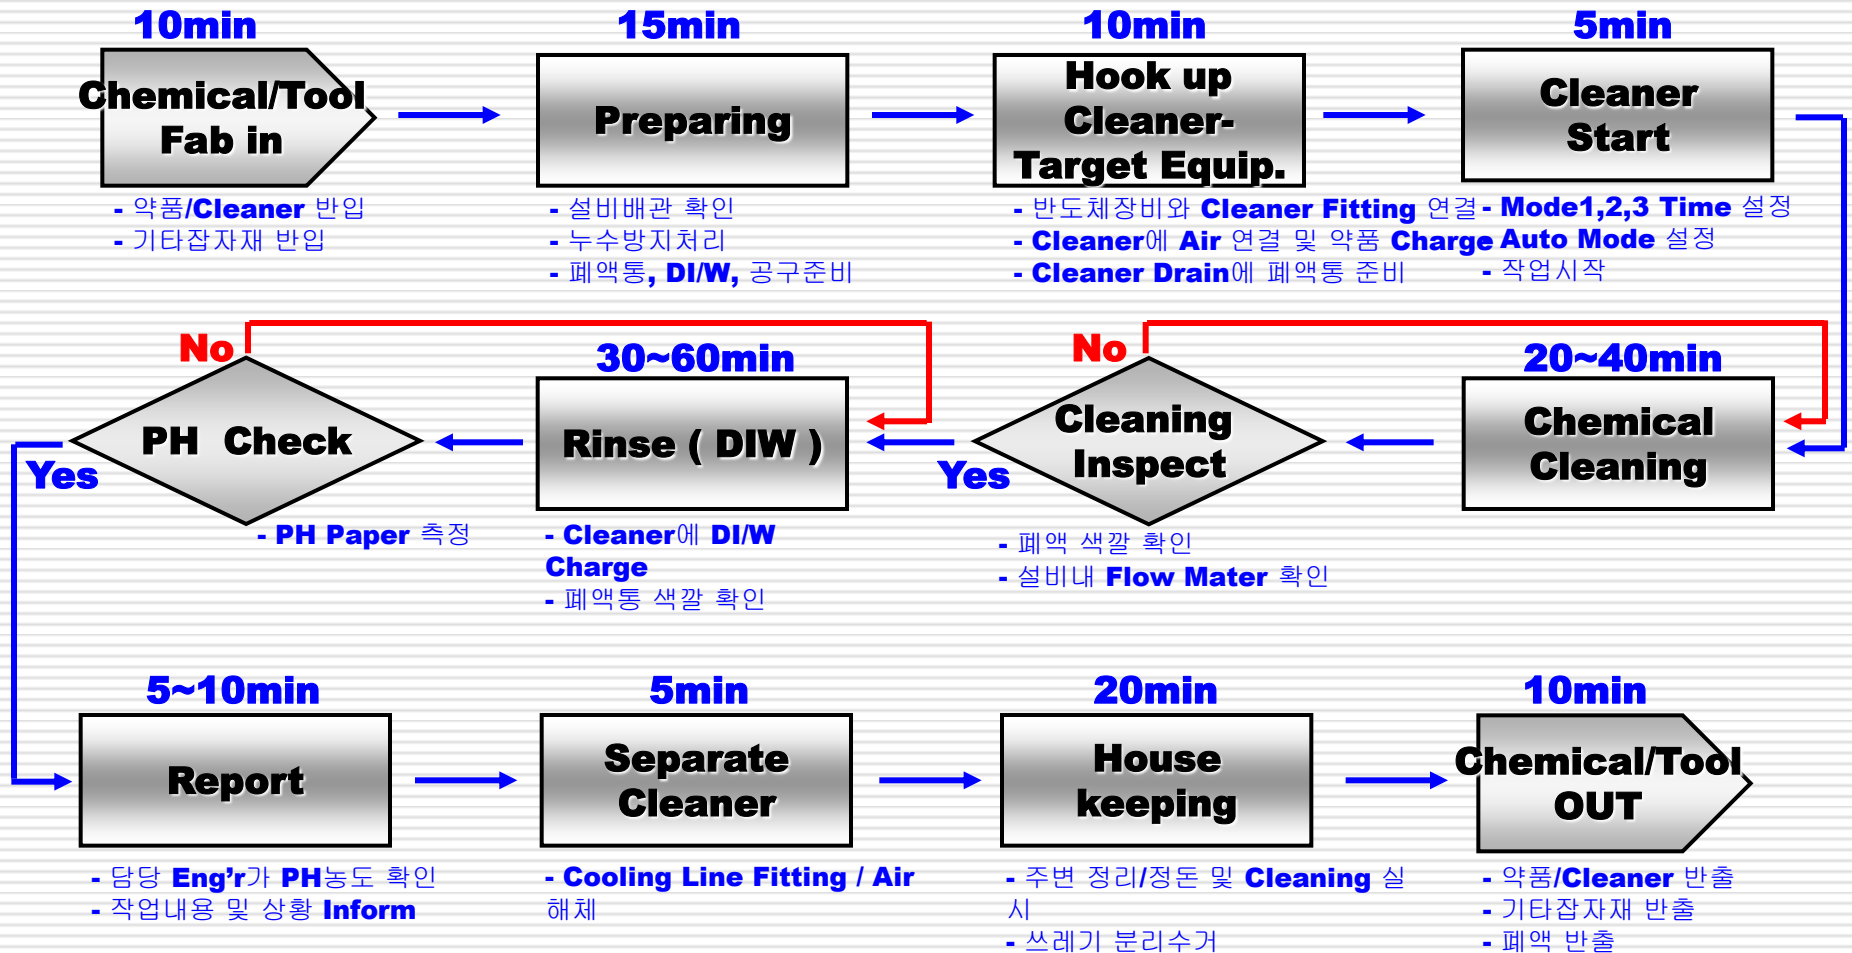 10min
Chemical/Tool
Fab in
- 약품/Cleaner 반입
- 기타잡자재 반입
15min
Preparing
- 설비배관 확인
- 누수방지처리
- 폐액통, DI/W, 공구준비
10min
Hook up
Cleaner-
Target Equip.
- 반도체장비와 Cleaner Fitting 연결
- Cleaner에 Air 연결 및 약품 Charge
- Cleaner Drain에 폐액통 준비
5min
Cleaner
Start
- Mode1,2,3 Time 설정
- Auto Mode 설정
- 작업시작
20~40min
Chemical
Cleaning
No
Cleaning
Inspect
Yes
- 폐액 색깔 확인
- 설비내 Flow Mater 확인
30~60min
Rinse ( DIW )
- Cleaner에 DI/W
Charge
- 폐액통 색깔 확인
No
PH Check
Yes
- PH Paper 측정
5~10min
Report
- 담당 Eng’r가 PH농도 확인
- 작업내용 및 상황 Inform
5min
Separate
Cleaner
- Cooling Line Fitting / Air
해체
20min
House
keeping
- 주변 정리/정돈 및 Cleaning 실
시
- 쓰레기 분리수거
10min
Chemical/Tool
OUT
- 약품/Cleaner 반출
- 기타잡자재 반출
- 폐액 반출